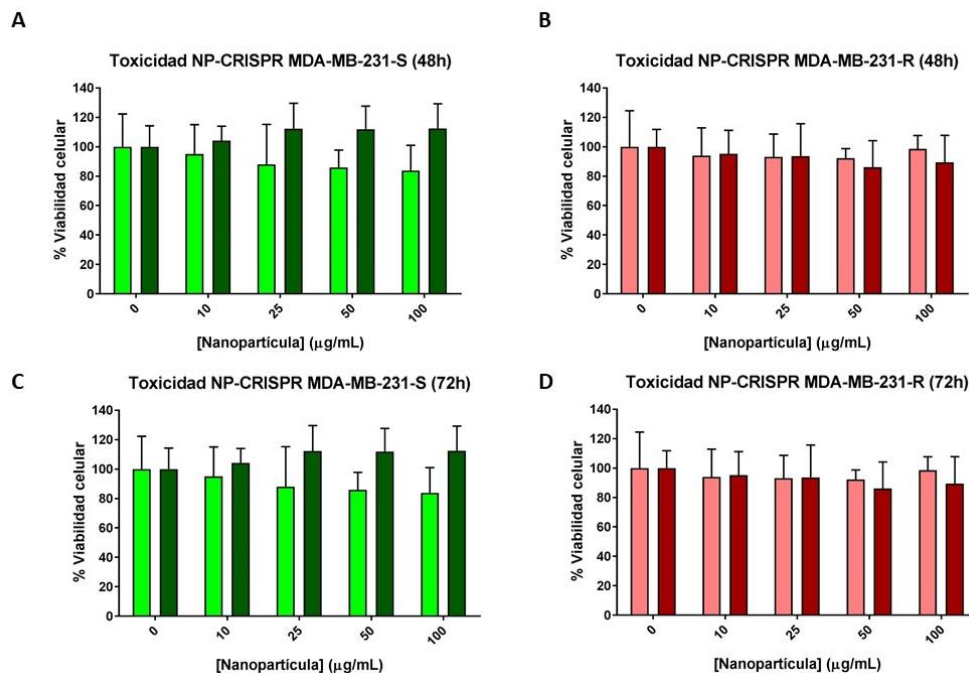 A
Toxicidad NP-CRISPR MDA-MB-231-S (48h)
% Viabilidad celular
140
120
100
80
60
40
20
0
0 10 25 50 100
[Nanopartícula] (µg/mL)
B
Toxicidad NP-CRISPR MDA-MB-231-R (48h)
% Viabilidad celular
140
120
100
80
60
40
20
0
0 10 25 50 100
[Nanopartícula] (µg/mL)
C
Toxicidad NP-CRISPR MDA-MB-231-S (72h)
% Viabilidad celular
140
120
100
80
60
40
20
0
0 10 25 50 100
[Nanopartícula] (µg/mL)
D
Toxicidad NP-CRISPR MDA-MB-231-R (72h)
% Viabilidad celular
140
120
100
80
60
40
20
0
0 10 25 50 100
[Nanopartícula] (µg/mL)